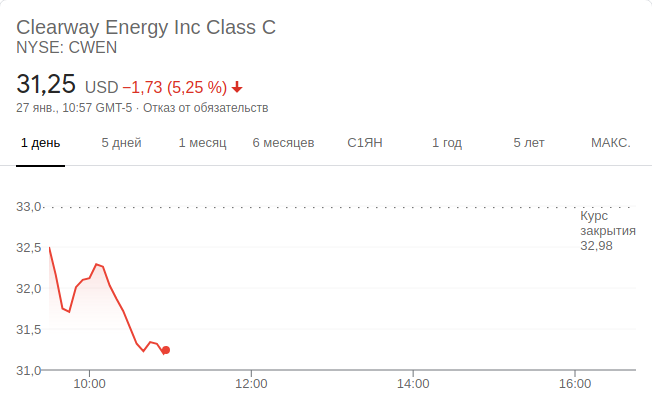 Clearway Energy Inc Class C
NYSE: CWEN
31,25 USD −1,73 (5,25 %)
27 янв., 10:57 GMT-5 · Отказ от обязательств
1 день 5 дней 1 месяц 6 месяцев С1ЯН 1 год 5 лет МАКС.
33,0
Курс
закрытия
32,98
32,5
32,0
31,5
31,0
10:00 12:00 14:00 16:00